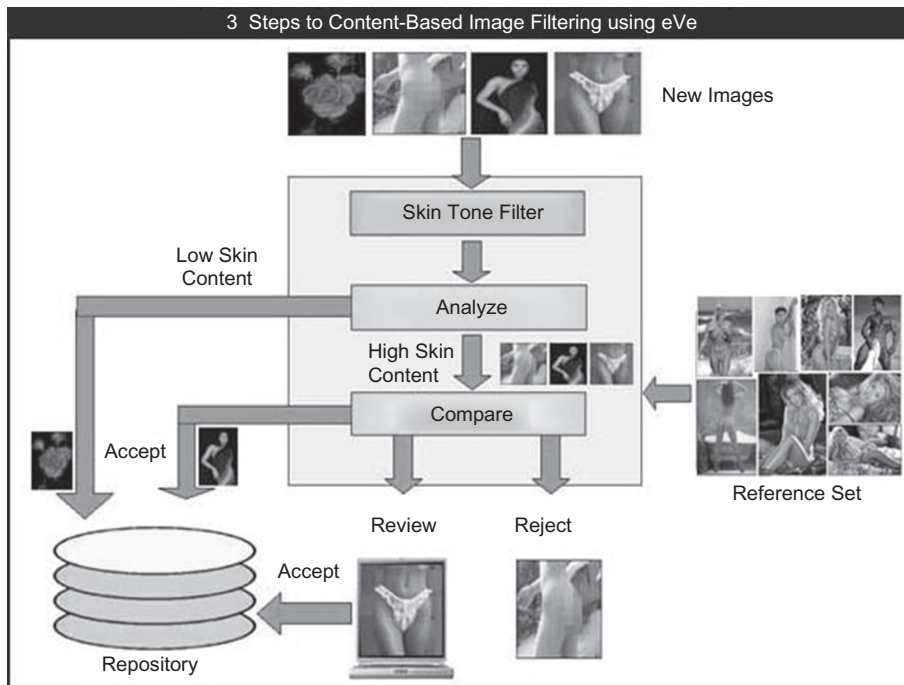 3 Steps to Content-Based Image Filtering using eVe
New Images
Skin Tone Filter
Low Skin
Content
Analyze
High Skin
Content
Compare
Accept
Reference Set
Review
Reject
Accept
Repository